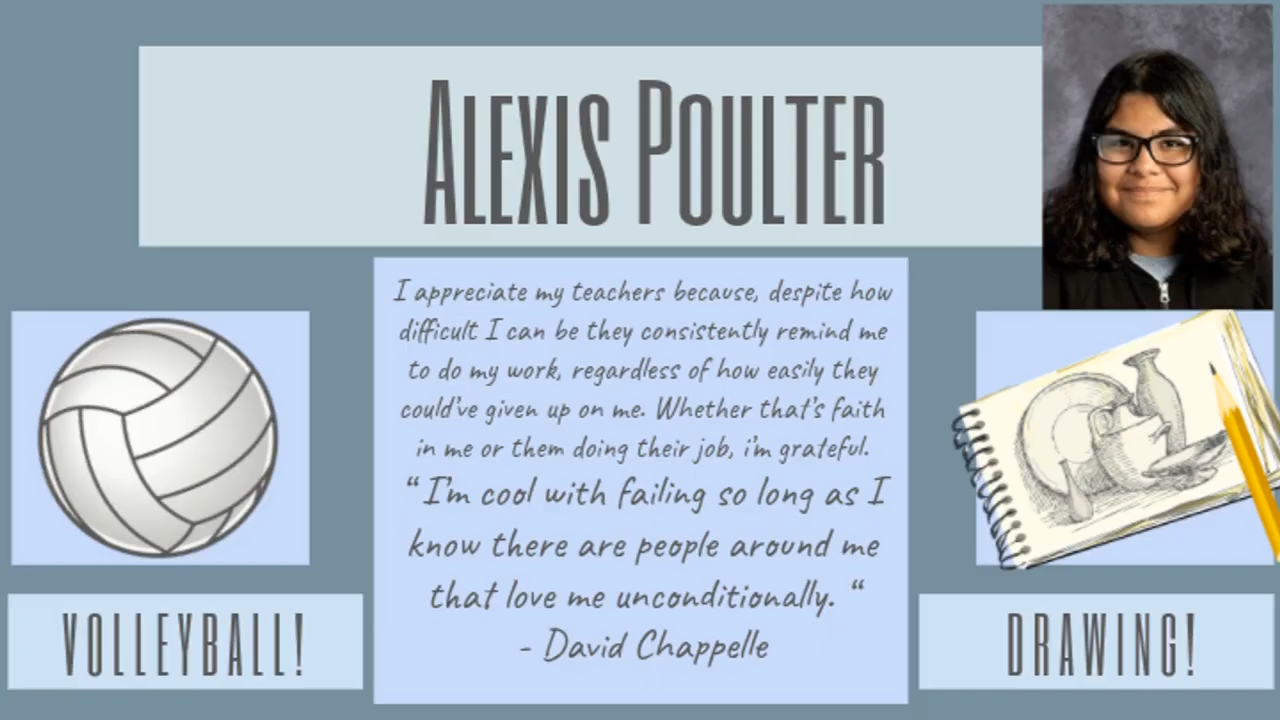 ALEXIS POULTER
I appreciate my teachers because, despite how
difficult I can be they consistently remind me
to do my work, regardless of how easily they
could've given up on me. Whether that's faith
in me or them doing their job, i'm grateful.
“ I'm cool with failing so long as I
know there are people around me
that love me unconditionally. “
- David Chappelle
VOLLEYBALL!
DRAWING!